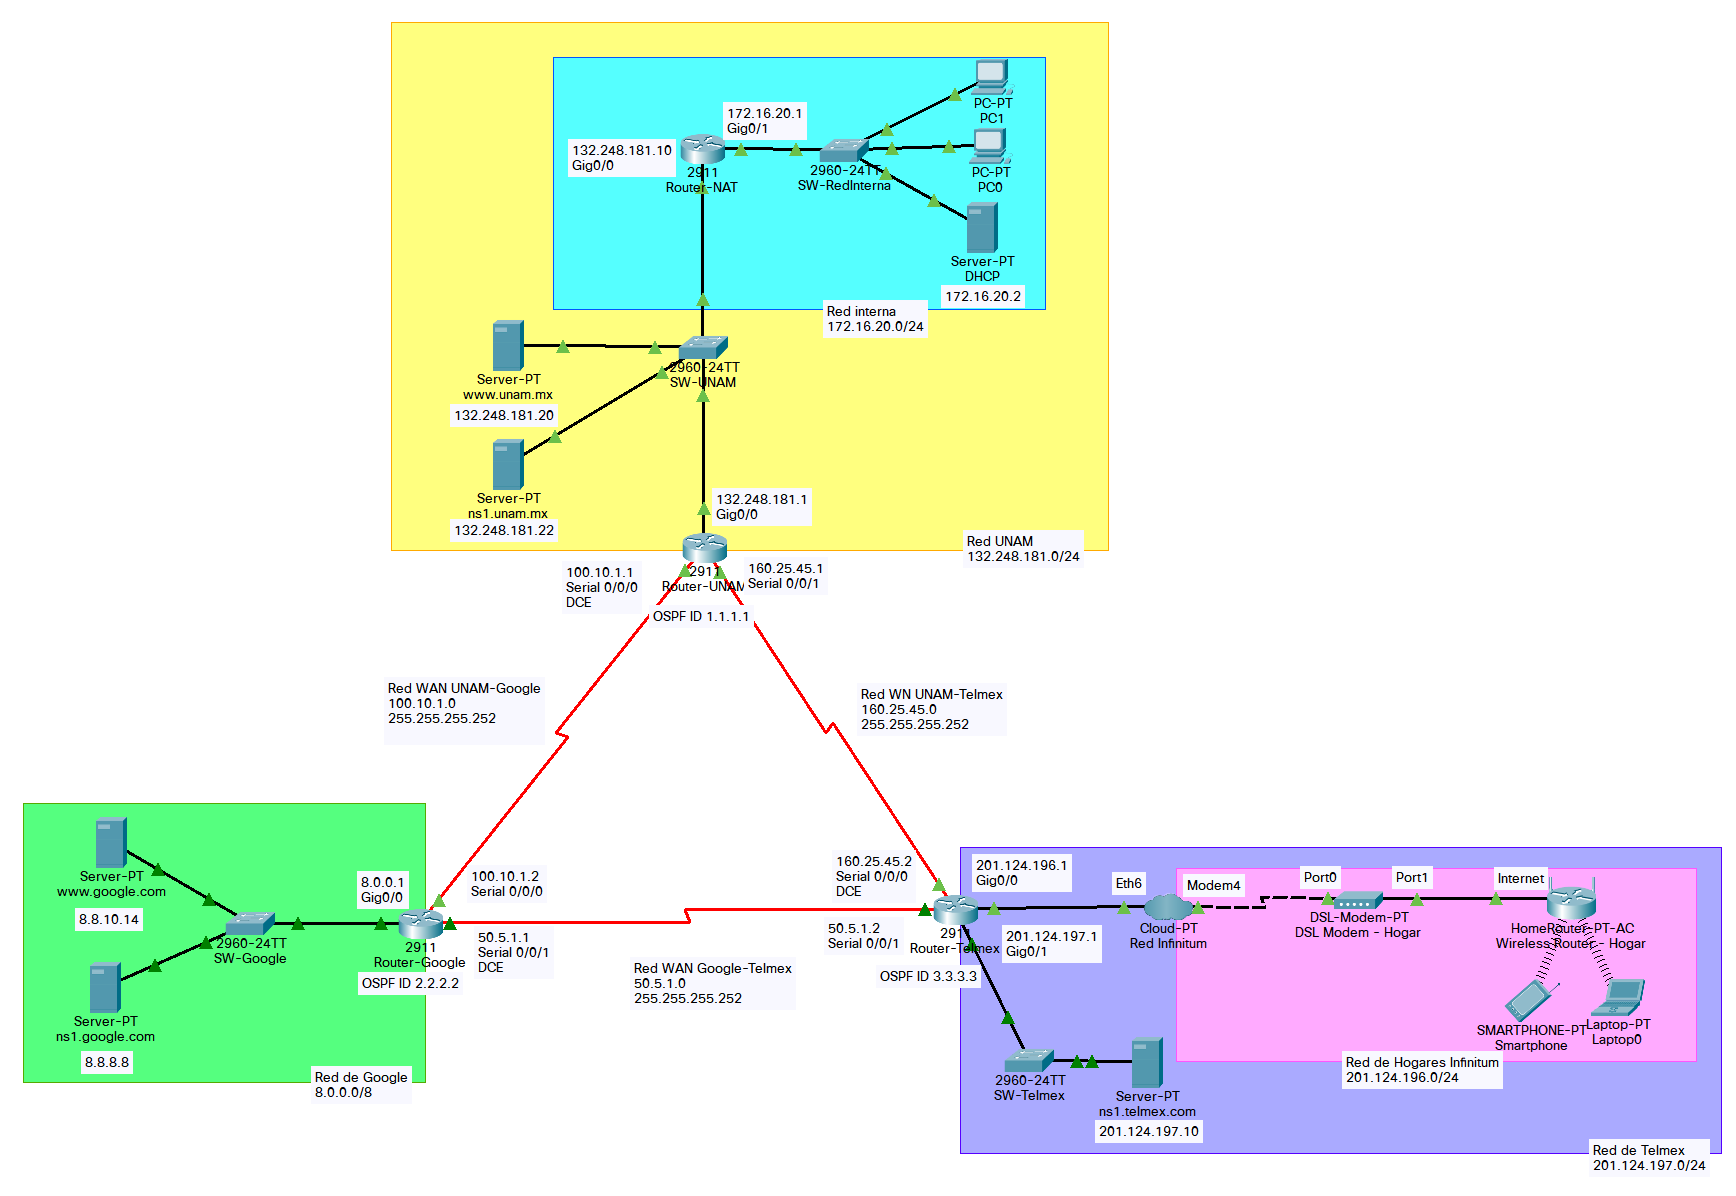 PC-PT
PC1
172.16.20.1
Gig0/1
132.248.181.10
Gig0/0
2911
Router-NAT
2960-24TT
SW-RedInterna
PC-PT
PC0
Server-PT
DHCP
172.16.20.2
Red interna
172.16.20.0/24
2960-24TT
SW-UNAM
Server-PT
www.unam.mx
132.248.181.20
Server-PT
ns1.unam.mx
132.248.181.22
132.248.181.1
Gig0/0
Red UNAM
132.248.181.0/24
100.10.1.1
Serial 0/0/0
DCE
2911
Router-UNAM
160.25.45.1
Serial 0/0/1
OSPF ID 1.1.1.1
Red WAN UNAM-Google
100.10.1.0
255.255.255.252
Red WN UNAM-Telmex
160.25.45.0
255.255.255.252
Server-PT
www.google.com
8.8.10.14
8.0.0.1
Gig0/0
100.10.1.2
Serial 0/0/0
2960-24TT
SW-Google
2911
Router-Google
OSPF ID 2.2.2.2
50.5.1.1
Serial 0/0/1
DCE
Server-PT
ns1.google.com
8.8.8.8
Red de Google
8.0.0.0/8
Red WAN Google-Telmex
50.5.1.0
255.255.255.252
160.25.45.2
Serial 0/0/0
DCE
50.5.1.2
Serial 0/0/1
2911
Router-Telmex
OSPF ID 3.3.3.3
201.124.196.1
Gig0/0
201.124.197.1
Gig0/1
Eth6
Modem4
Cloud-PT
Red Infinitum
Port0
Port1
DSL-Modem-PT
DSL Modem - Hogar
Internet
HomeRouter-PT-AC
Wireless Router - Hogar
SMARTPHONE-PT
Smartphone
Laptop-PT
Laptop0
Red de Hogares Infinitum
201.124.196.0/24
2960-24TT
SW-Telmex
Server-PT
ns1.telmex.com
201.124.197.10
Red de Telmex
201.124.197.0/24